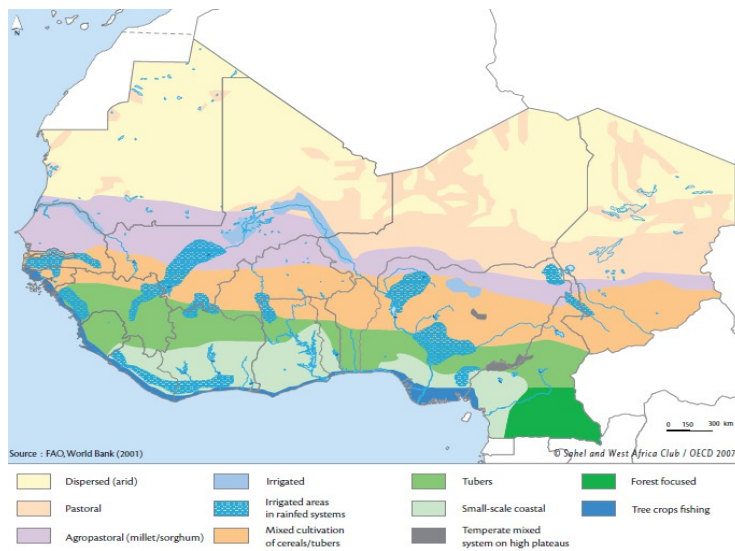 N
0 150 300 km
Source : FAO, World Bank (2001)
© Sahel and West Africa Club / OECD 2007
Dispersed (arid)
Pastoral
Agropastoral (millet/sorghum)
Irrigated
Irrigated areas
in rainfed systems
Mixed cultivation
of cereals/tubers
Tubers
Small-scale coastal
Temperate mixed
system on high plateaus
Forest focused
Tree crops fishing